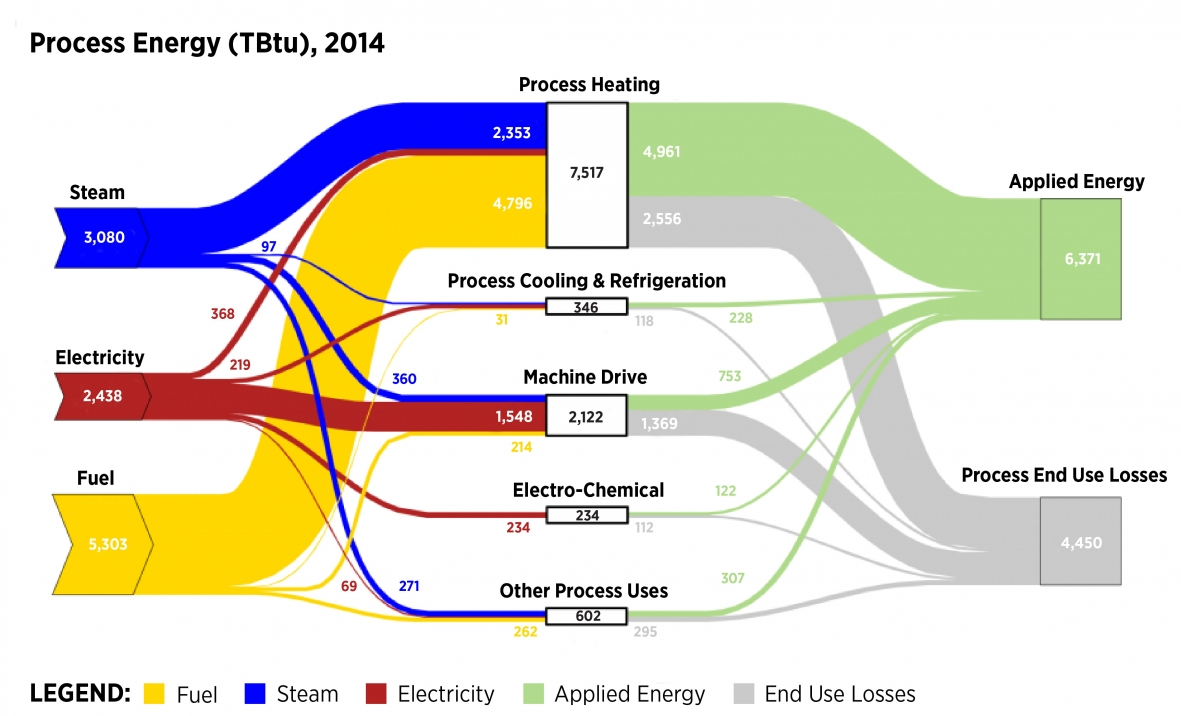 Process Energy (TBtu), 2014
Process Heating
2,353
4,961
7,517
4,796
2,556
Steam
3,080
97
368
Applied Energy
6,371
Process Cooling & Refrigeration
346
31
118
228
Electricity
2,438
219
360
Machine Drive
1,548
2,122
753
1,369
214
Fuel
5,303
Electro-Chemical
234
234
122
112
Process End Use Losses
4,450
69
271
Other Process Uses
602
307
262
295
LEGEND: Fuel Steam Electricity Applied Energy End Use Losses